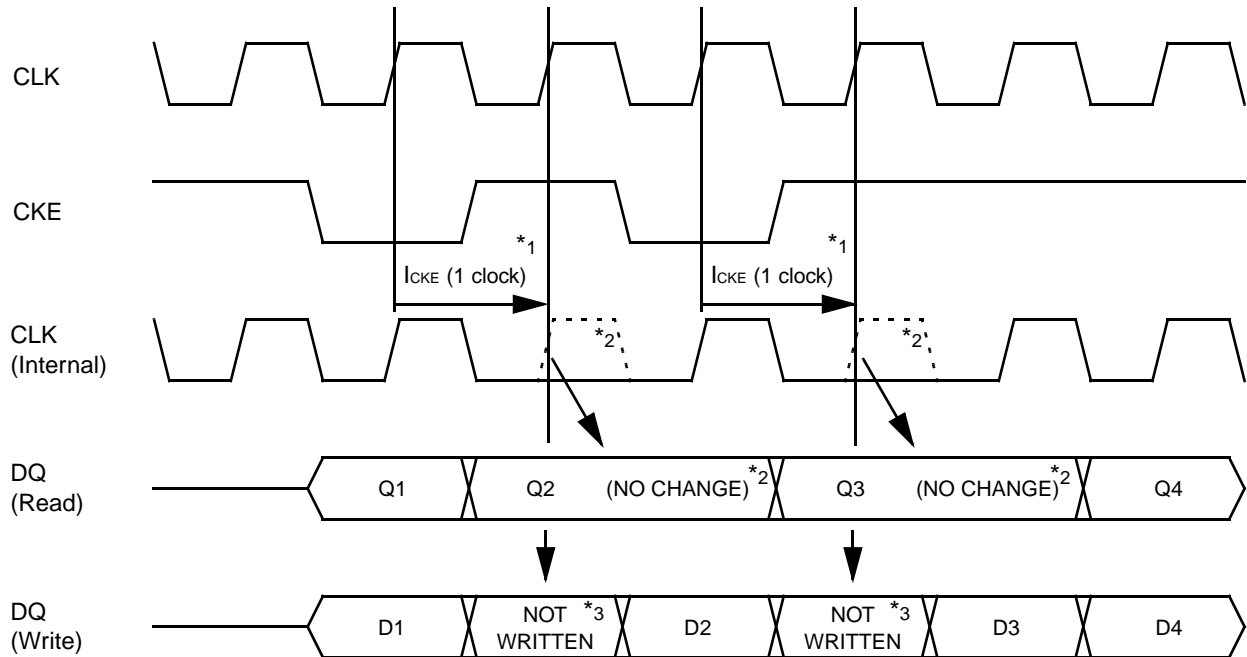 CLK
CKE
*1
*1
ICKE (1 clock)
ICKE (1 clock)
CLK
(Internal)
*2
*2
DQ
(Read)
Q1
Q2
(NO CHANGE)*2
Q3
(NO CHANGE)*2
Q4
DQ
(Write)
D1
NOT *3
WRITTEN
D2
NOT *3
WRITTEN
D3
D4